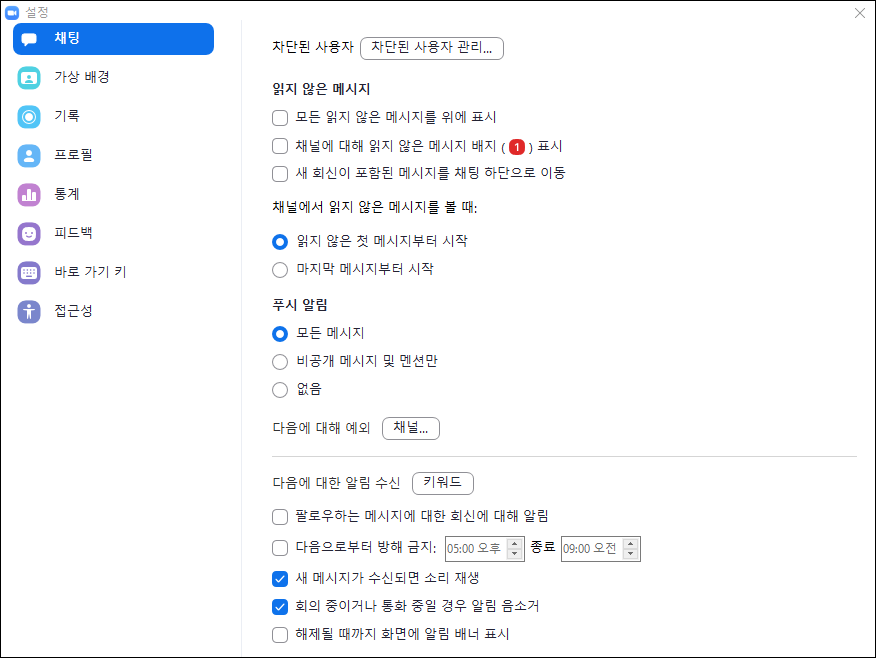 설정
채팅
가상 배경
기록
프로필
통계
피드백
바로 가기 키
접근성
차단된 사용자 차단된 사용자 관리...
읽지 않은 메시지
모든 읽지 않은 메시지를 위에 표시
채널에 대해 읽지 않은 메시지 배지 ( 1 ) 표시
새 회신이 포함된 메시지를 채팅 하단으로 이동
채널에서 읽지 않은 메시지를 볼 때:
읽지 않은 첫 메시지부터 시작
마지막 메시지부터 시작
푸시 알림
모든 메시지
비공개 메시지 및 멘션만
없음
다음에 대해 예외 채널...
다음에 대한 알림 수신 키워드
팔로우하는 메시지에 대한 회신에 대해 알림
다음으로부터 방해 금지: 05:00 오후 종료 09:00 오전
새 메시지가 수신되면 소리 재생
회의 중이거나 통화 중일 경우 알림 음소거
해제될 때까지 화면에 알림 배너 표시